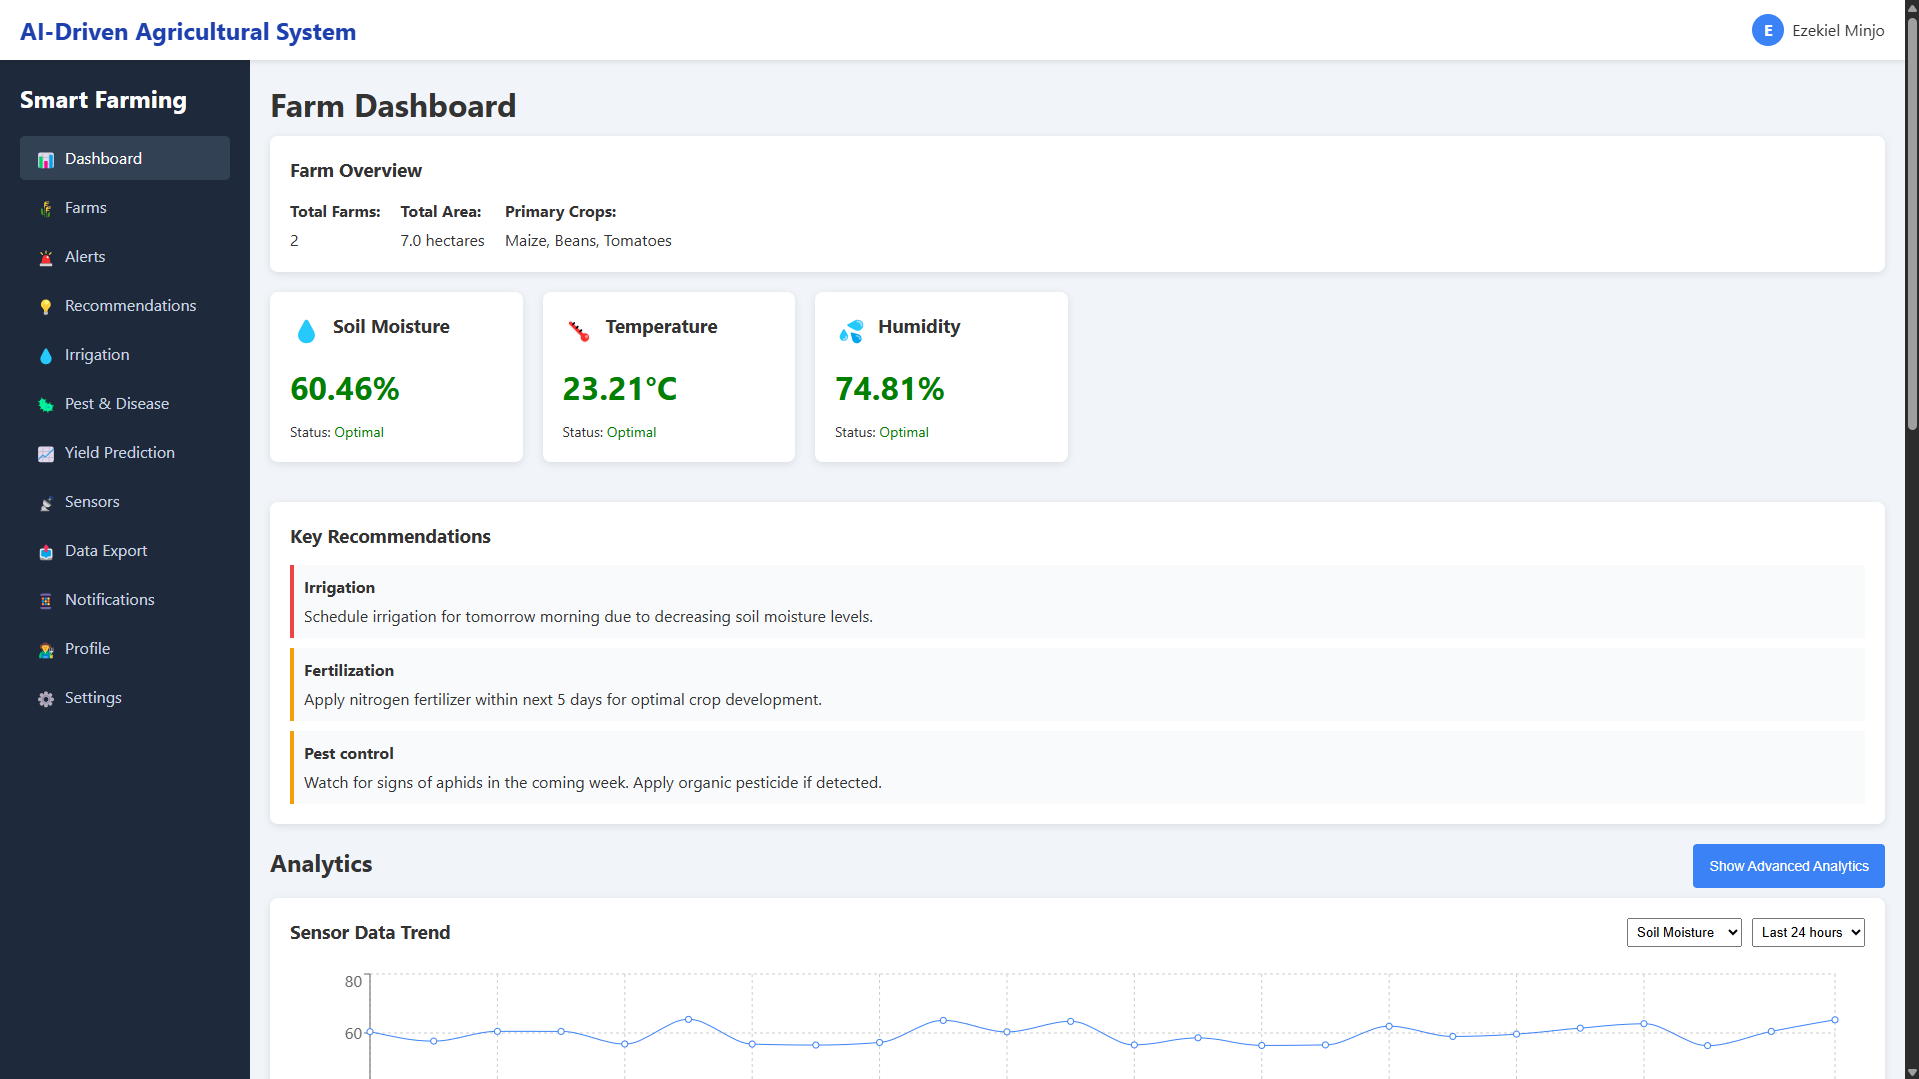 AI-Driven Agricultural System
E
Ezekiel Minjo
Smart Farming
Dashboard
Farms
Alerts
Recommendations
Irrigation
Pest & Disease
Yield Prediction
Sensors
Data Export
Notifications
Profile
Settings
Farm Dashboard
Farm Overview
Total Farms: Total Area: Primary Crops:
2 7.0 hectares Maize, Beans, Tomatoes
Soil Moisture
60.46%
Status: Optimal
Temperature
23.21°C
Status: Optimal
Humidity
74.81%
Status: Optimal
Key Recommendations
Irrigation
Schedule irrigation for tomorrow morning due to decreasing soil moisture levels.
Fertilization
Apply nitrogen fertilizer within next 5 days for optimal crop development.
Pest control
Watch for signs of aphids in the coming week. Apply organic pesticide if detected.
Analytics
Show Advanced Analytics
Sensor Data Trend
Soil Moisture
Last 24 hours
80
60